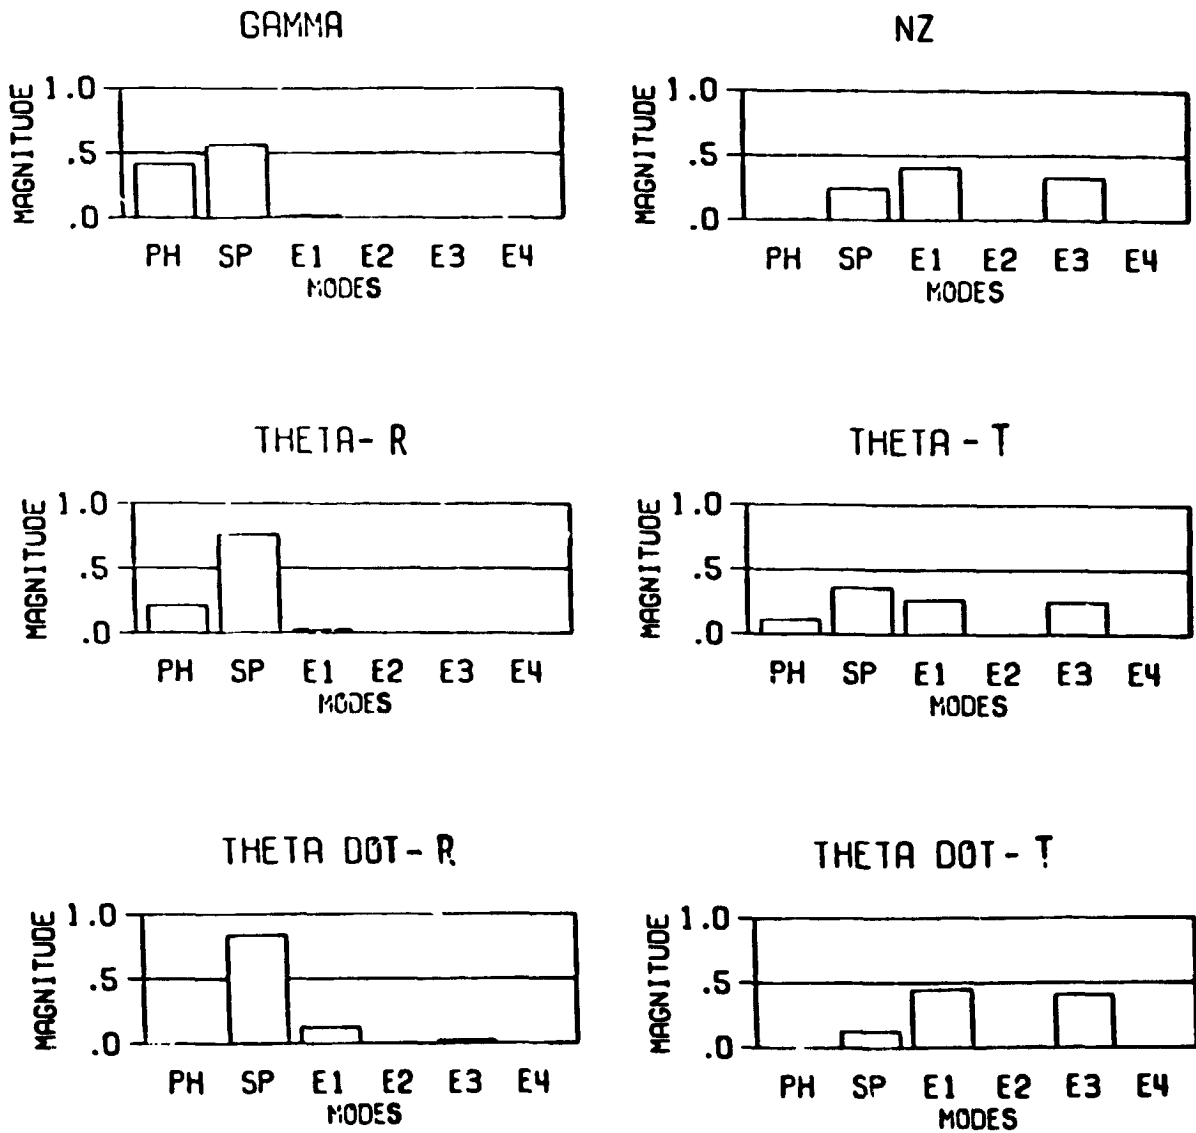 GAMMA
MAGNITUDE
1.0
.5
.0
PH SP E1 E2 E3 E4
MODES
NZ
MAGNITUDE
1.0
.5
.0
PH SP E1 E2 E3 E4
MODES
THETA- R
MAGNITUDE
1.0
.5
.0
PH SP E1 E2 E3 E4
MODES
THETA - T
MAGNITUDE
1.0
.5
.0
PH SP E1 E2 E3 E4
MODES
THETA DOT- R
MAGNITUDE
1.0
.5
.0
PH SP E1 E2 E3 E4
MODES
THETA DOT- T
MAGNITUDE
1.0
.5
.0
PH SP E1 E2 E3 E4
MODES